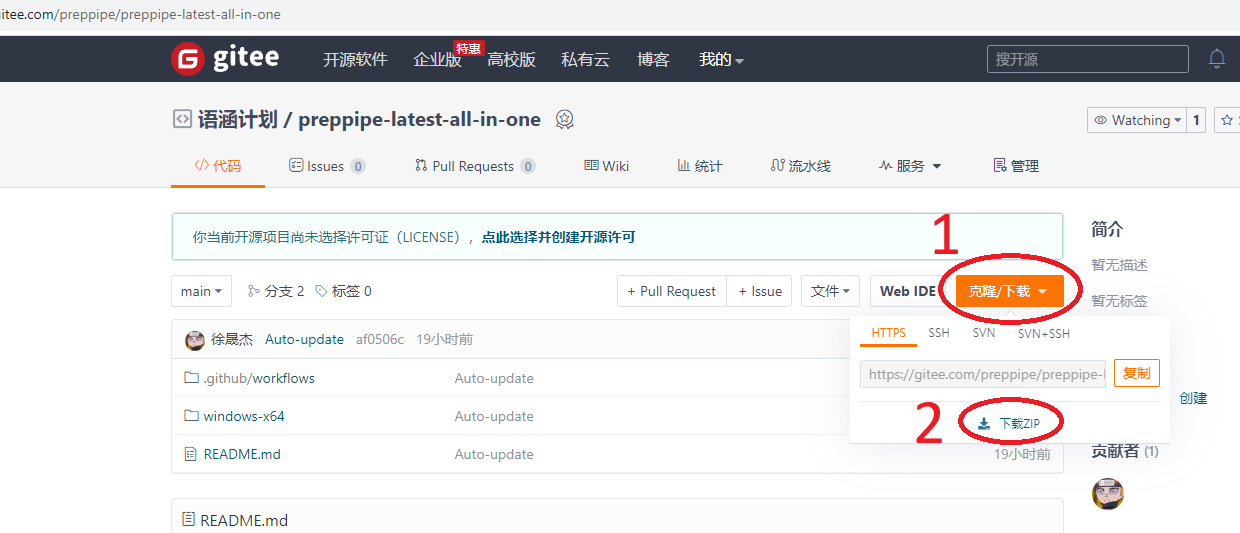 itee.com/preppipe/preppipe-latest-all-in-one
gitee 开源软件 企业版 特惠 高校版 私有云 博客 我的 搜开源
语涵计划 / preppipe-latest-all-in-one Watching 1
代码 Issues 0 Pull Requests 0 Wiki 统计 流水线 服务 管理
你当前开源项目尚未选择许可证（LICENSE），点此选择并创建开源许可
1
简介
main 分支 2 标签 0 + Pull Request + Issue 文件 Web IDE 克隆/下载
暂无描述
暂无标签
徐晟杰 Auto-update af0506c 19小时前
HTTPS SSH SVN SVN+SSH
https://gitee.com/preppipe/preppipe-l 复制
.github/workflows Auto-update
windows-x64 Auto-update
2 下载ZIP
创建
README.md Auto-update 19小时前
贡献者 (1)
README.md